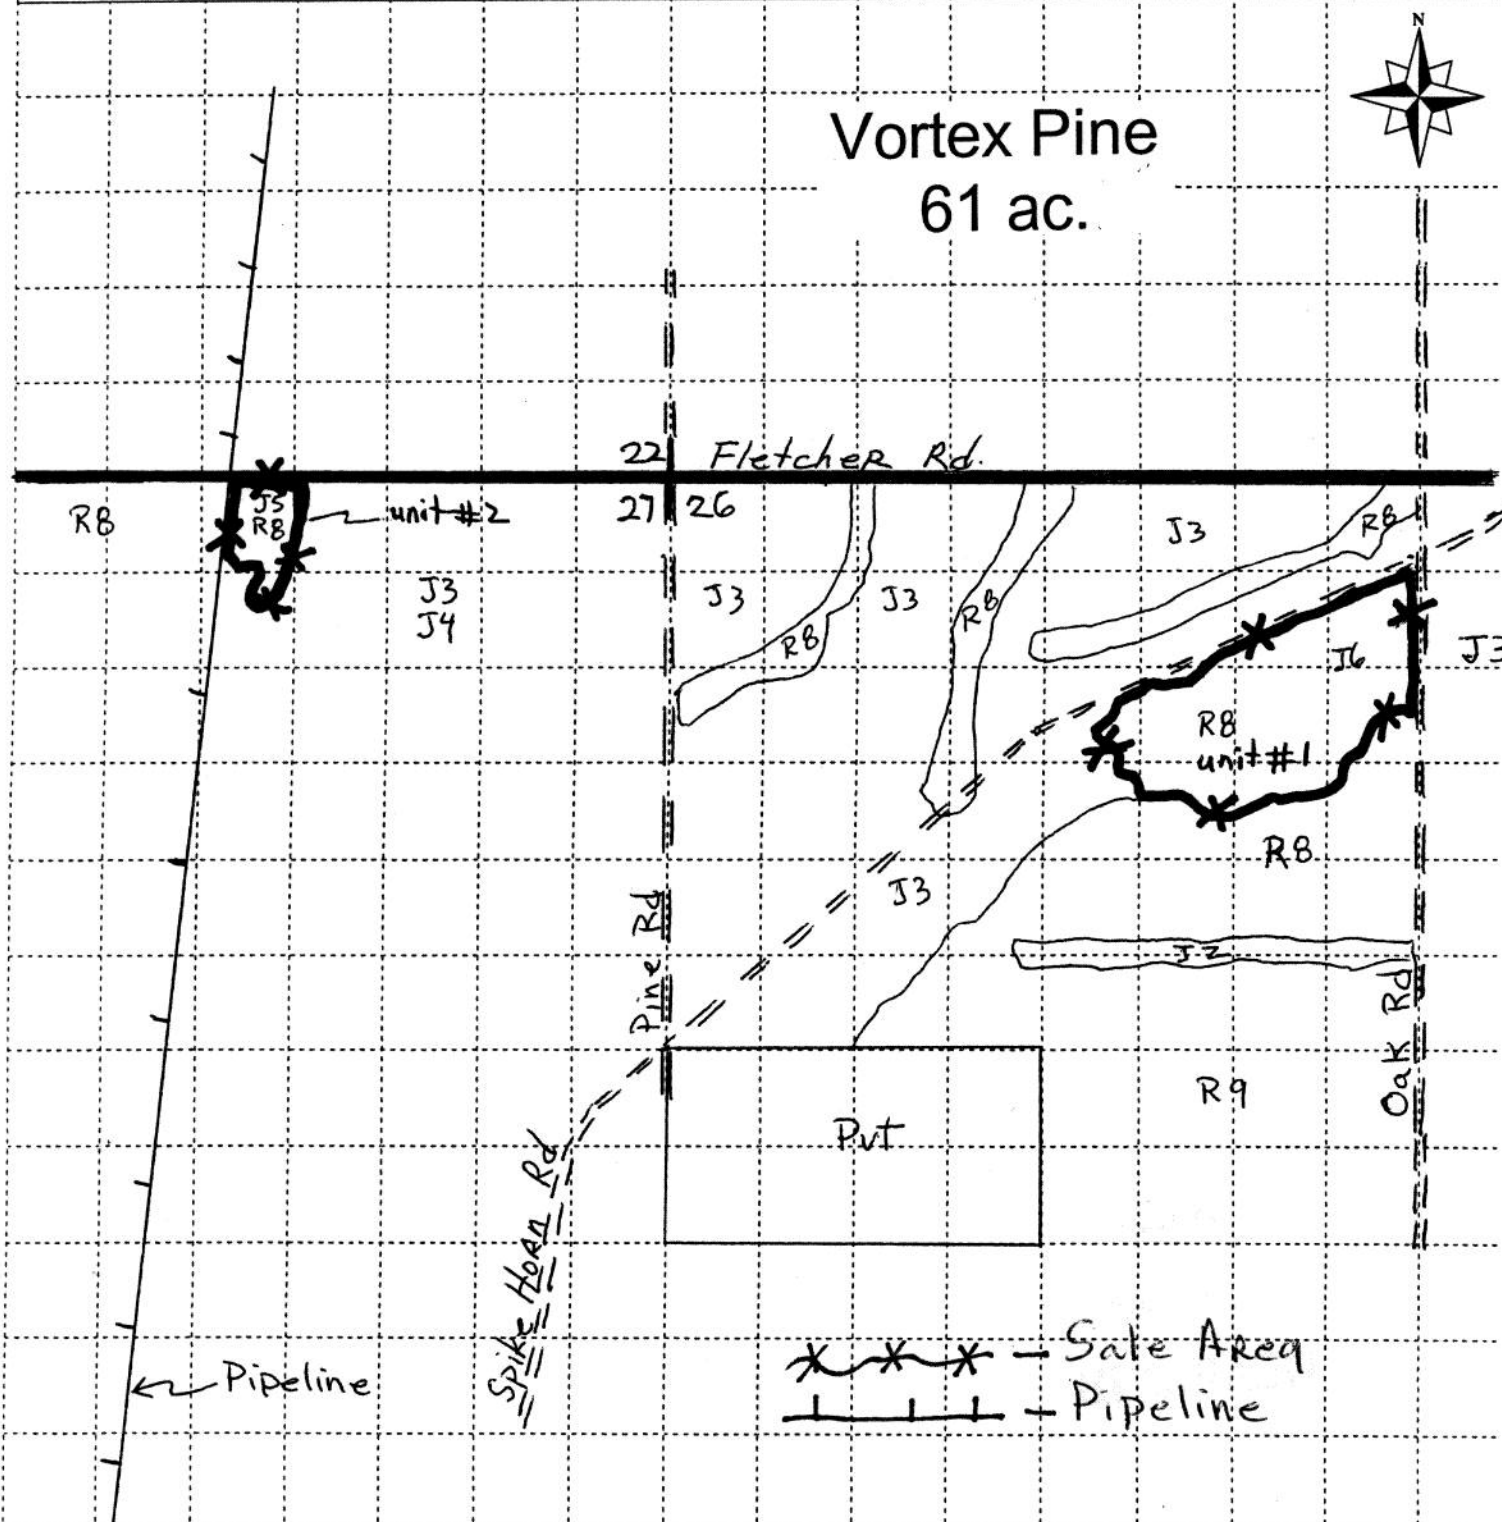 N
Vortex Pine
61 ac.
22 Fletcher Rd.
27 26
R8
J5
R8
unit #2
J3
J4
J3
R8
J3
R8
J3
R8
J6
J3
R8
unit #1
R8
J3
J2
Pine Rd
Oak Rd
R9
Pvt
Spike Horn Rd
Sale Area
Pipeline
Pipeline